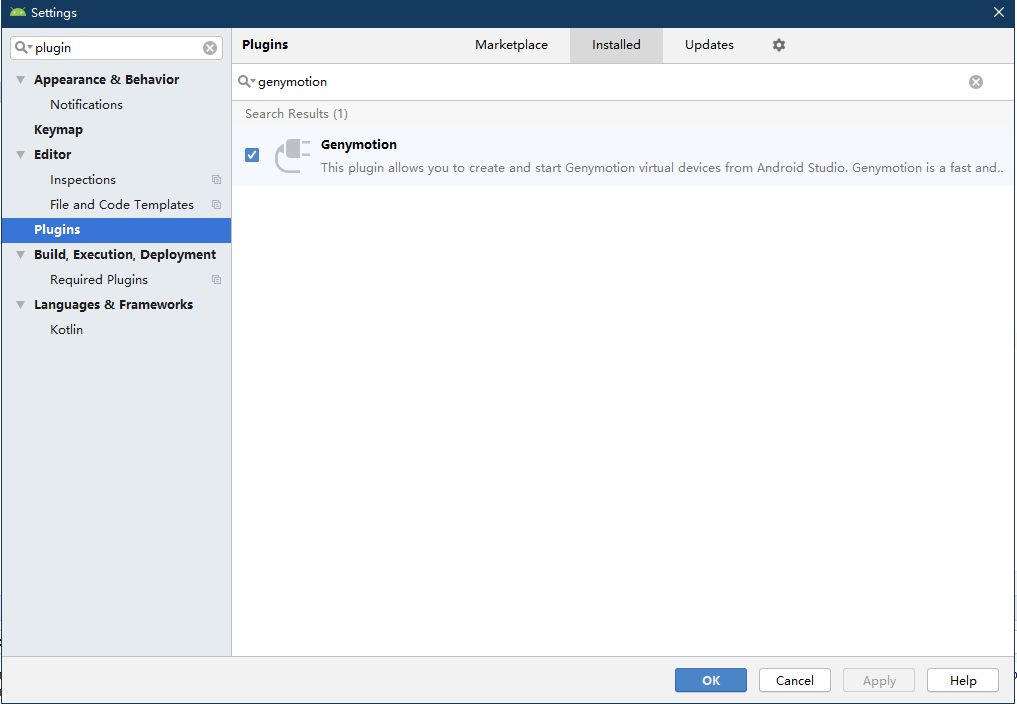 Settings
plugin
Appearance & Behavior
Notifications
Keymap
Editor
Inspections
File and Code Templates
Plugins
Build, Execution, Deployment
Required Plugins
Languages & Frameworks
Kotlin
Plugins Marketplace Installed Updates
genymotion
Search Results (1)
Genymotion
This plugin allows you to create and start Genymotion virtual devices from Android Studio. Genymotion is a fast and..
OK Cancel Apply Help